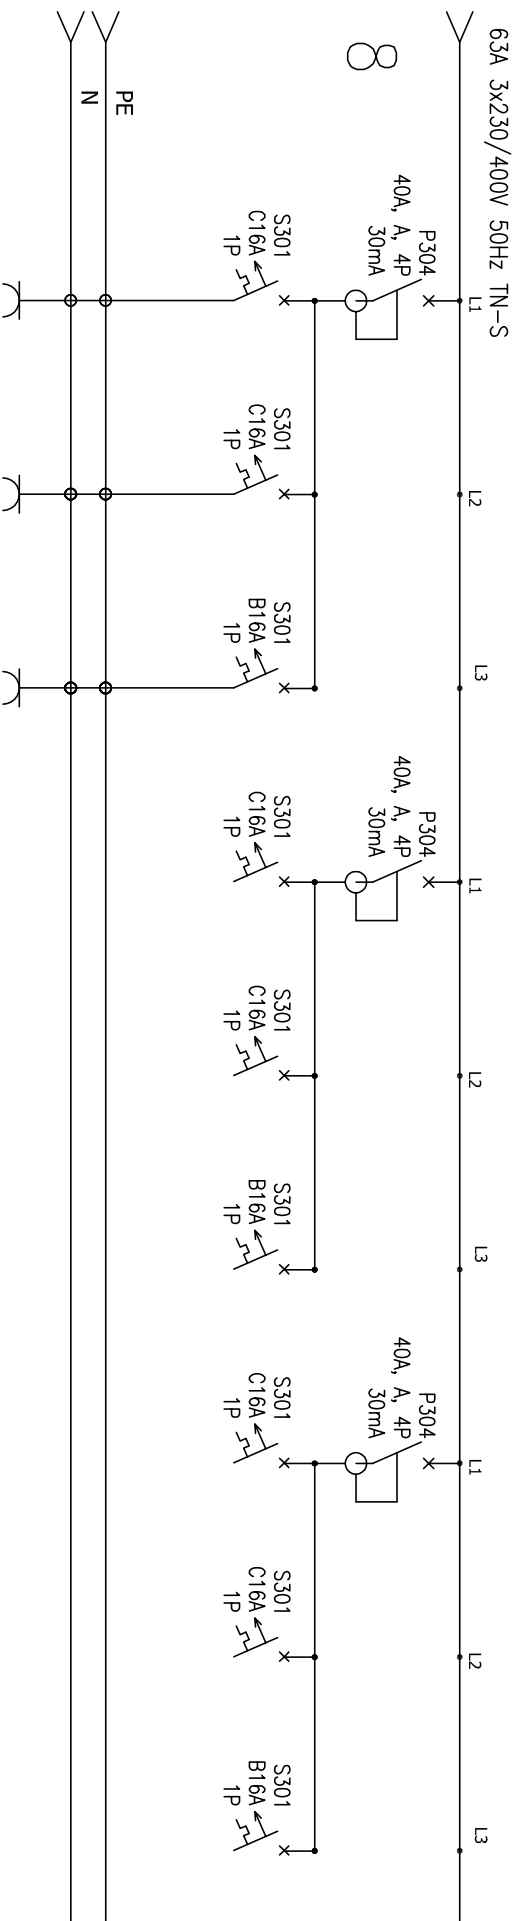 63A 3x230/400V 50Hz TN-S
8
PE
N
L1
L2
L3
L1
L2
L3
L1
L2
L3
P304
40A, A, 4P
30mA
P304
40A, A, 4P
30mA
P304
40A, A, 4P
30mA
S301
C16A
1P
S301
C16A
1P
S301
B16A
1P
S301
C16A
1P
S301
C16A
1P
S301
B16A
1P
S301
C16A
1P
S301
C16A
1P
S301
B16A
1P